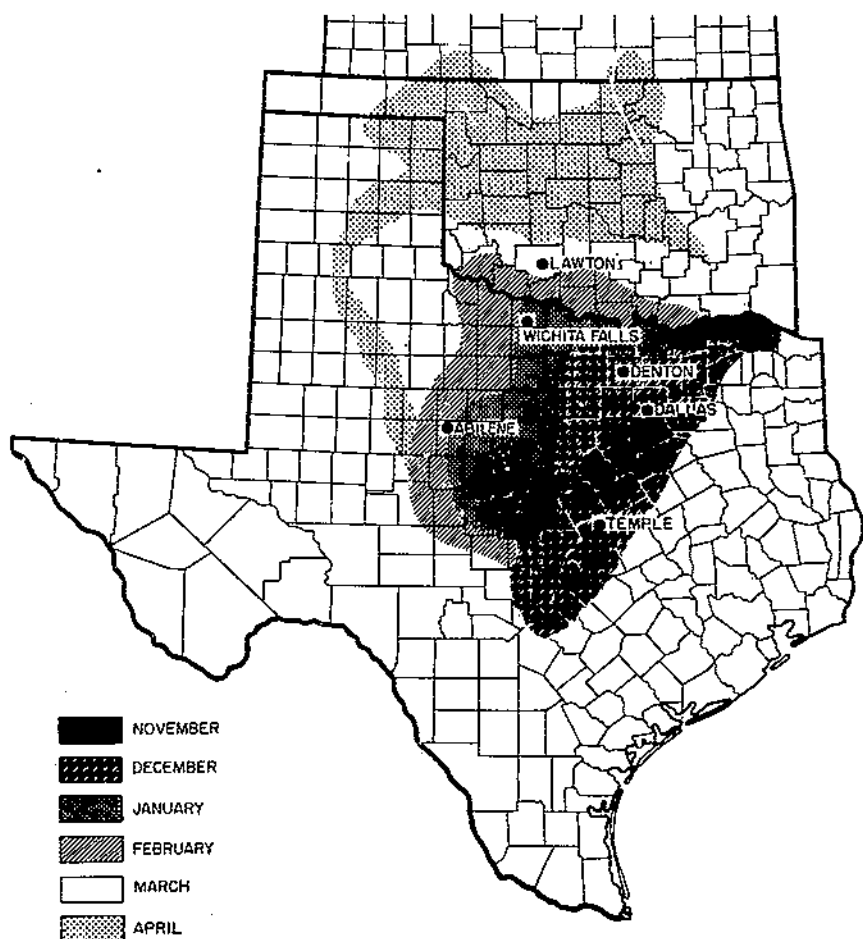 LAWTON
WICHITA FALLS
DENTON
DALLAS
ABILENE
TEMPLE
NOVEMBER
DECEMBER
JANUARY
FEBRUARY
MARCH
APRIL